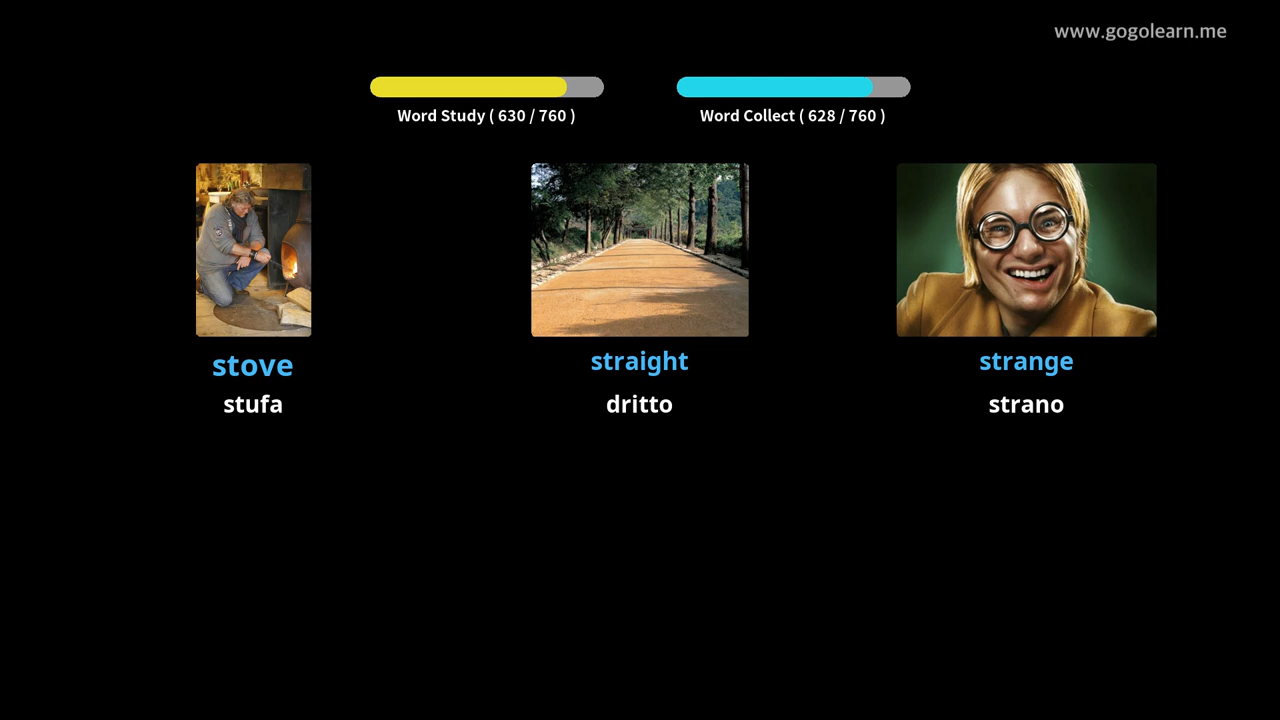 www.gogolearn.me
Word Study ( 630 / 760 )
Word Collect ( 628 / 760 )
stove
stufa
straight
dritto
strange
strano